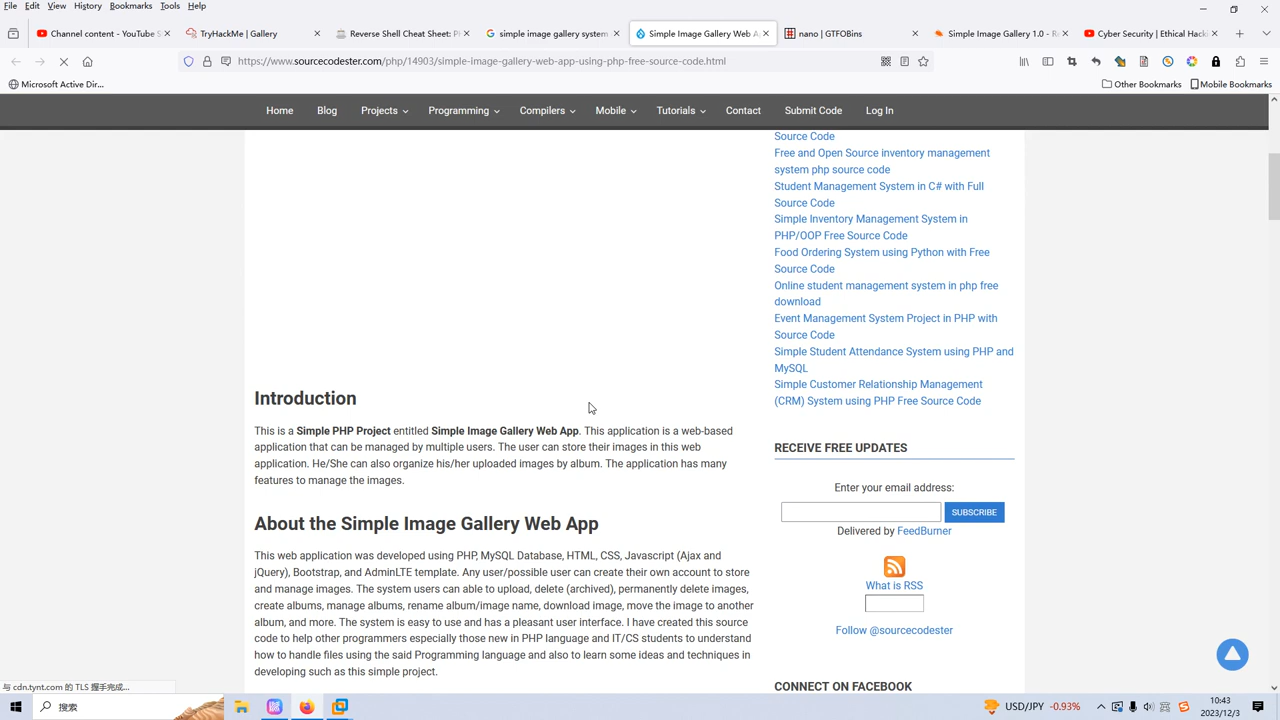 File Edit View History Bookmarks Tools Help
Channel content - YouTube S
TryHackMe | Gallery
Reverse Shell Cheat Sheet: P
simple image gallery system
Simple Image Gallery Web A
nano | GTFOBins
Simple Image Gallery 1.0 - R
Cyber Security | Ethical Hack
https://www.sourcecodester.com/php/14903/simple-image-gallery-web-app-using-php-free-source-code.html
Microsoft Active Dir...
Other Bookmarks
Mobile Bookmarks
Home Blog Projects Programming Compilers Mobile Tutorials Contact Submit Code Log In
Source Code
Free and Open Source inventory management
system php source code
Student Management System in C# with Full
Source Code
Simple Inventory Management System in
PHP/OOP Free Source Code
Food Ordering System using Python with Free
Source Code
Online student management system in php free
download
Event Management System Project in PHP with
Source Code
Simple Student Attendance System using PHP and
MySQL
Simple Customer Relationship Management
(CRM) System using PHP Free Source Code
Introduction
This is a Simple PHP Project entitled Simple Image Gallery Web App. This application is a web-based
application that can be managed by multiple users. The user can store their images in this web
application. He/She can also organize his/her uploaded images by album. The application has many
features to manage the images.
About the Simple Image Gallery Web App
This web application was developed using PHP, MySQL Database, HTML, CSS, Javascript (Ajax and
jQuery), Bootstrap, and AdminLTE template. Any user/possible user can create their own account to store
and manage images. The system users can able to upload, delete (archived), permanently delete images,
create albums, manage albums, rename album/image name, download image, move the image to another
album, and more. The system is easy to use and has a pleasant user interface. I have created this source
code to help other programmers especially those new in PHP language and IT/CS students to understand
how to handle files using the said Programming language and also to learn some ideas and techniques in
developing such as this simple project.
RECEIVE FREE UPDATES
Enter your email address:
SUBSCRIBE
Delivered by FeedBurner
What is RSS
Follow @sourcecodester
CONNECT ON FACEBOOK
与 cdn.tynt.com 的 TLS 握手完成...
搜索
USD/JPY -0.93%
10:43
2023/12/3